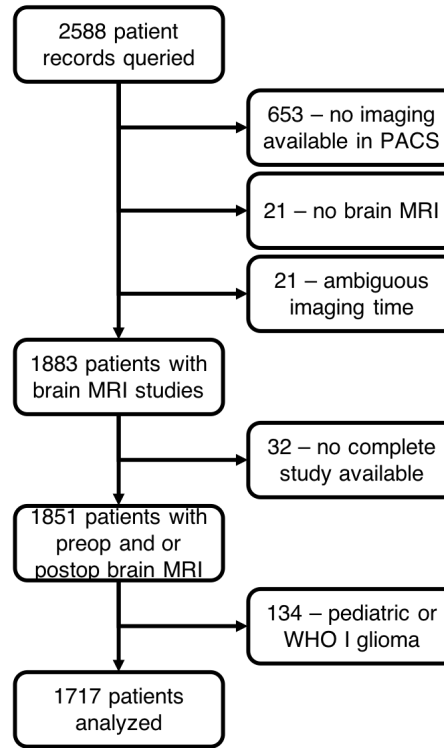 2588 patient
records queried
653 – no imaging
available in PACS
21 – no brain MRI
21 – ambiguous
imaging time
1883 patients with
brain MRI studies
32 – no complete
study available
1851 patients with
preop and or
postop brain MRI
134 – pediatric or
WHO I glioma
1717 patients
analyzed